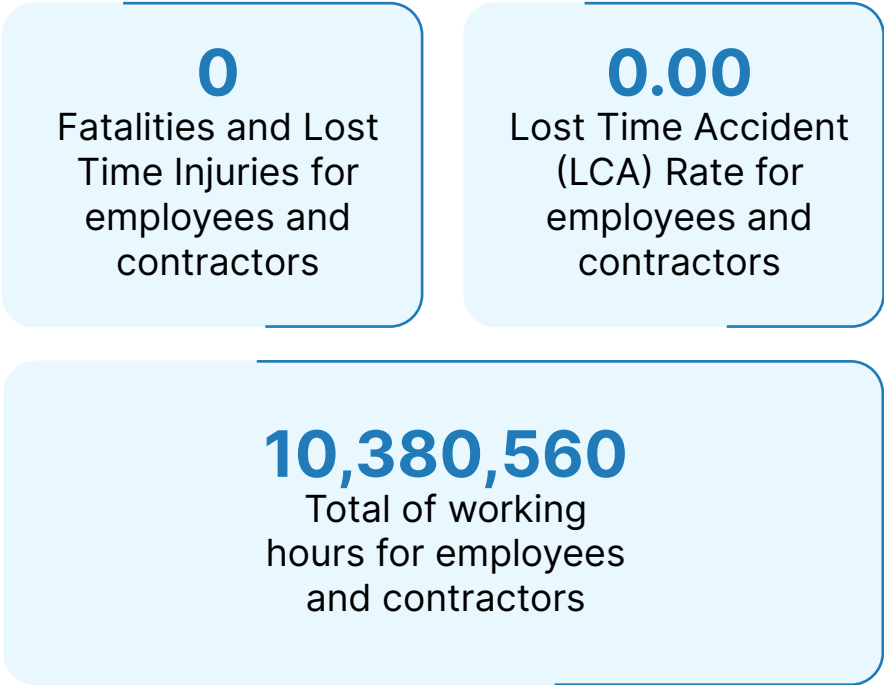 0
Fatalities and Lost
Time Injuries for
employees and
contractors
0.00
Lost Time Accident
(LCA) Rate for
employees and
contractors
10,380,560
Total of working
hours for employees
and contractors